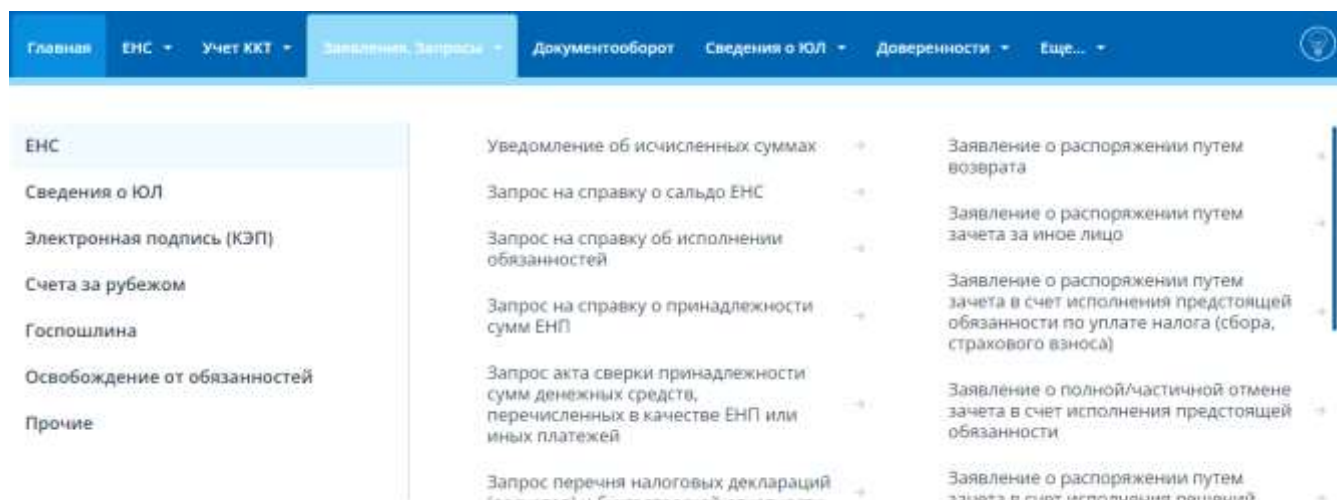 Главная ЕНС Учет ККТ Заявления, Запросы Документооборот Сведения о ЮЛ Доверенности Еще...
ЕНС
Сведения о ЮЛ
Электронная подпись (КЭП)
Счета за рубежом
Госпошлина
Освобождение от обязанностей
Прочие
Уведомление об исчисленных суммах
Запрос на справку о сальдо ЕНС
Запрос на справку об исполнении
обязанностей
Запрос на справку о принадлежности
сумм ЕНП
Запрос акта сверки принадлежности
сумм денежных средств,
перечисленных в качестве ЕНП или
иных платежей
Запрос перечня налоговых деклараций
Заявление о распоряжении путем
возврата
Заявление о распоряжении путем
зачета за иное лицо
Заявление о распоряжении путем
зачета в счет исполнения предстоящей
обязанности по уплате налога (сбора,
страхового взноса)
Заявление о полной/частичной отмене
зачета в счет исполнения предстоящей
обязанности
Заявление о распоряжении путем
зачета в счет исполнения решений